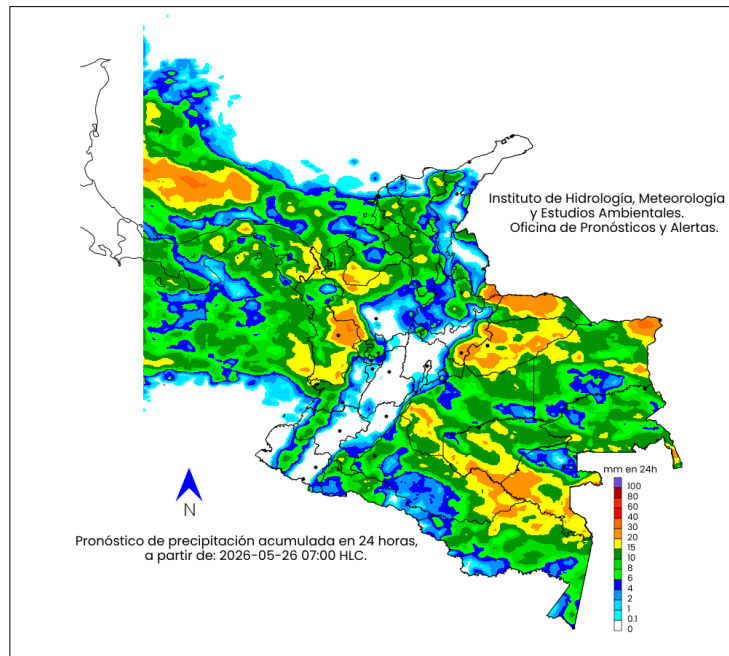 Instituto de Hidrología, Meteorología
y Estudios Ambientales.
Oficina de Pronósticos y Alertas.
N
Pronóstico de precipitación acumulada en 24 horas,
a partir de: 2026-05-26 07:00 HLC.
mm en 24h
100
80
60
40
30
20
15
10
8
6
4
2
1
0.1
0